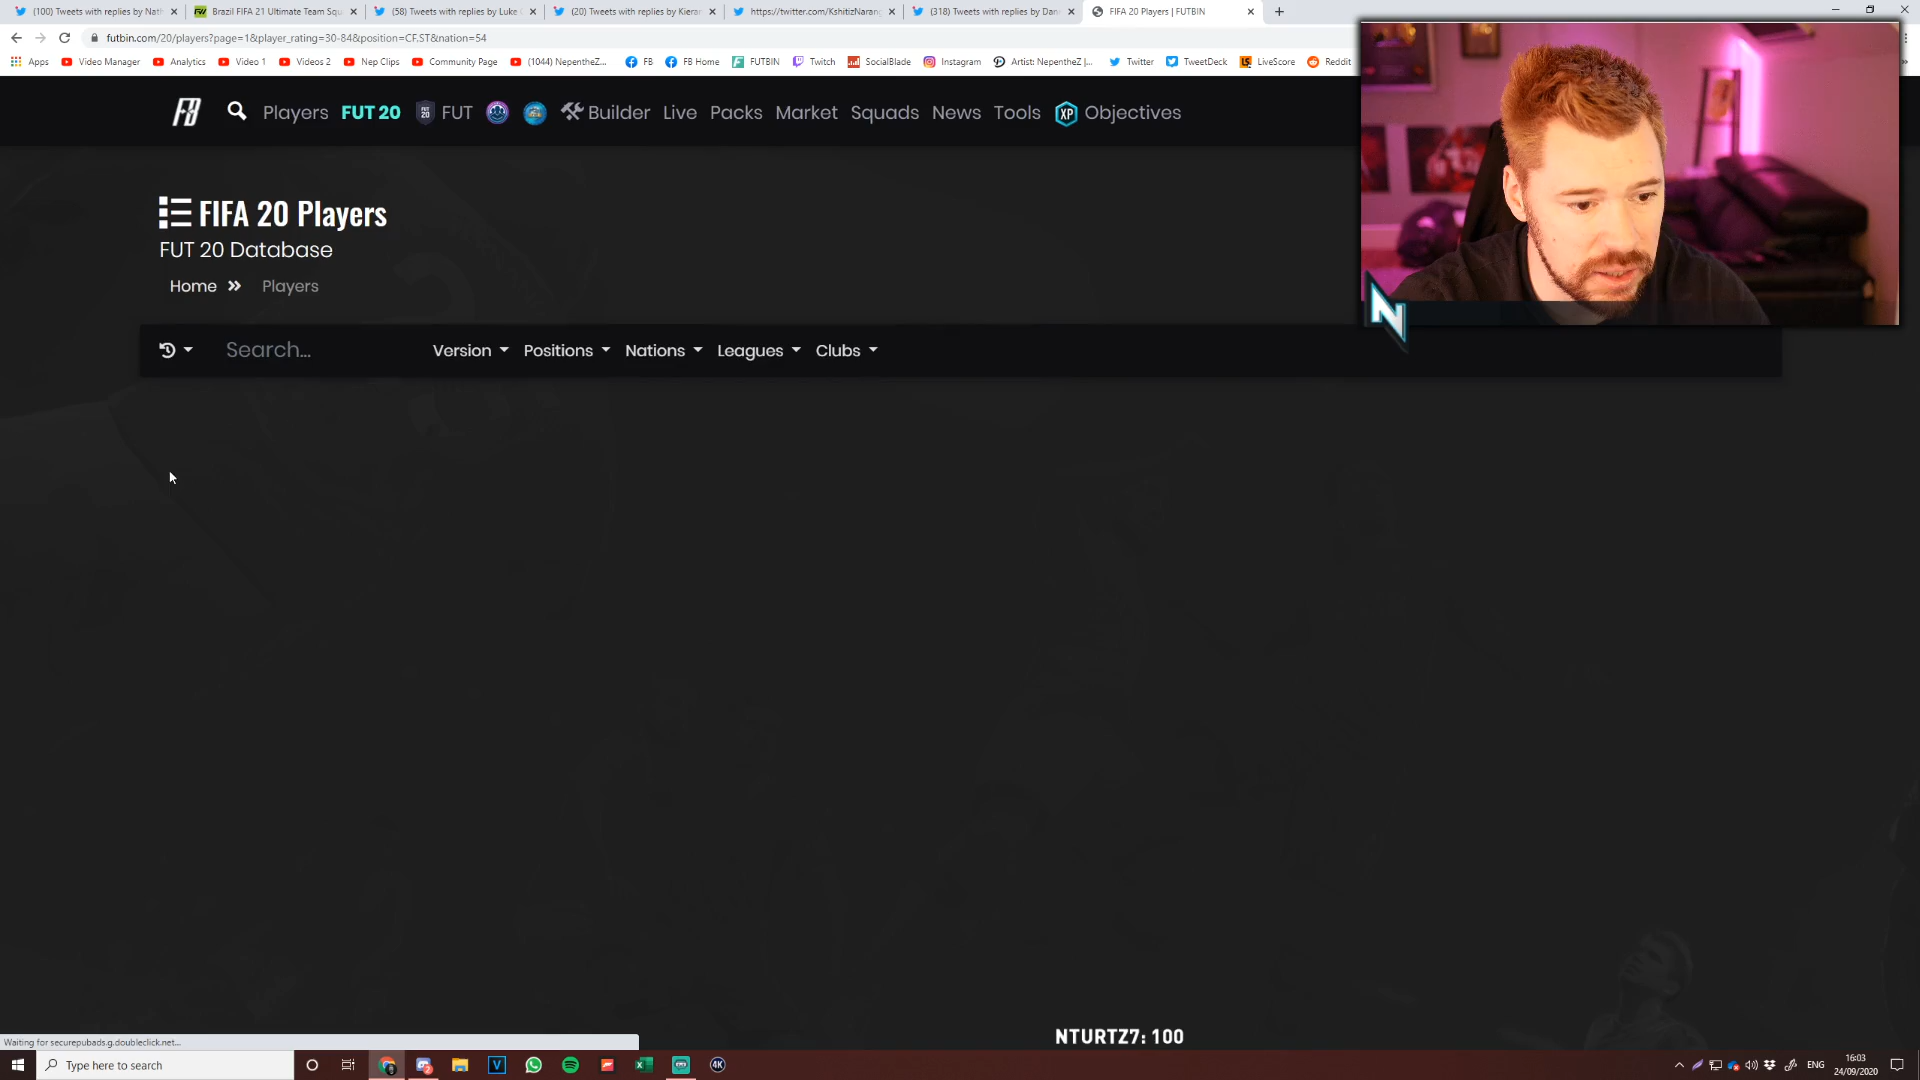 (100) Tweets with replies by Nath
Brazil FIFA 21 Ultimate Team Squ
(58) Tweets with replies by Luke
(20) Tweets with replies by Kieran
https://twitter.com/KshitizNarang
(318) Tweets with replies by Dan
FIFA 20 Players | FUTBIN
futbin.com/20/players?page=1&player_rating=30-84&position=CF,ST&nation=54
Apps Video Manager Analytics Video 1 Videos 2 Nep Clips Community Page (1044) NepentheZ... FB FB Home FUTBIN Twitch SocialBlade Instagram Artist: NepentheZ |... Twitter TweetDeck LiveScore Reddit
Players FUT 20 FUT Builder Live Packs Market Squads News Tools XP Objectives
FIFA 20 Players
FUT 20 Database
Home » Players
Search... Version Positions Nations Leagues Clubs
NTURTZ7: 100
Waiting for securepubads.g.doubleclick.net...
Type here to search
ENG
16:03
24/09/2020